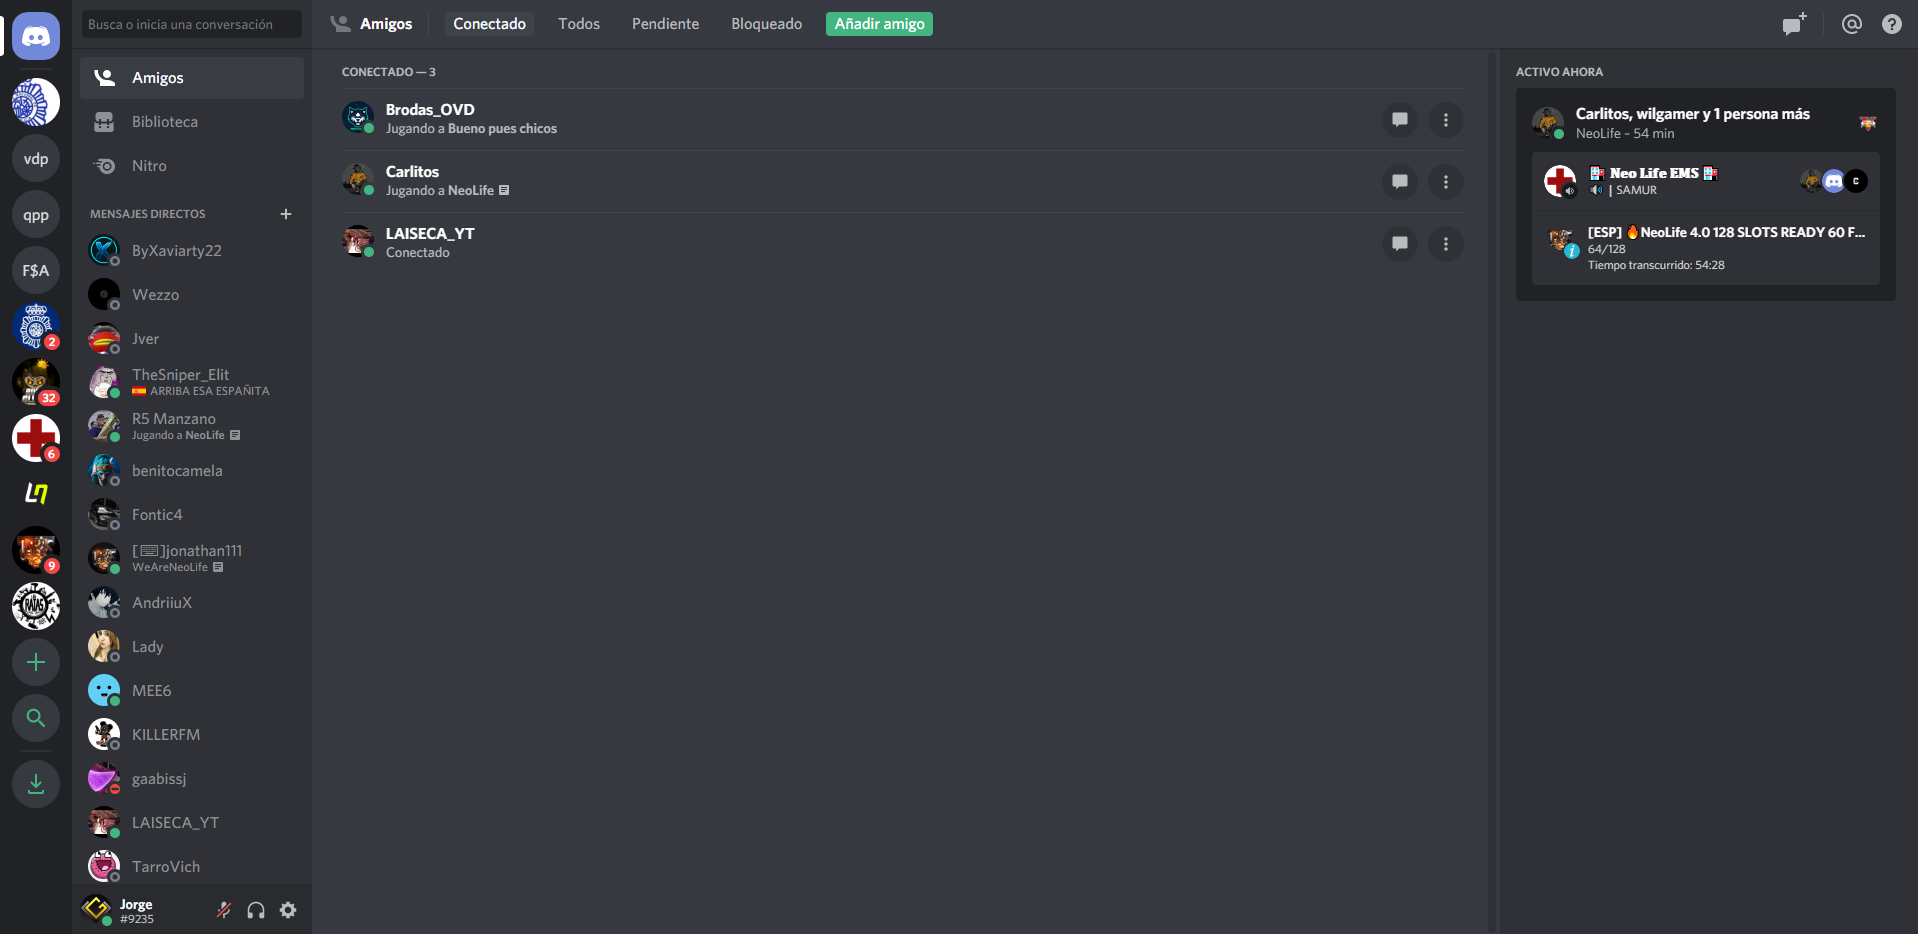 Busca o inicia una conversación
Amigos
Conectado
Todos
Pendiente
Bloqueado
Añadir amigo
vdp
qpp
F$A
2
32
6
9
Amigos
Biblioteca
Nitro
MENSAJES DIRECTOS
ByXaviarty22
Wezzo
Jver
TheSniper_Elit
ARRIBA ESA ESPAÑITA
R5 Manzano
Jugando a NeoLife
benitocamela
Fontic4
[⌨]jonathan111
WeAreNeoLife
AndriiuX
Lady
MEE6
KILLERFM
gaabissj
LAISECA_YT
TarroVich
Jorge
#9235
CONECTADO — 3
Brodas_OVD
Jugando a Bueno pues chicos
Carlitos
Jugando a NeoLife
LAISECA_YT
Conectado
ACTIVO AHORA
Carlitos, wilgamer y 1 persona más
NeoLife – 54 min
🏥 Neo Life EMS 🏥
🔊 | SAMUR
C
[ESP] 🔥NeoLife 4.0 128 SLOTS READY 60 F...
64/128
Tiempo transcurrido: 54:28